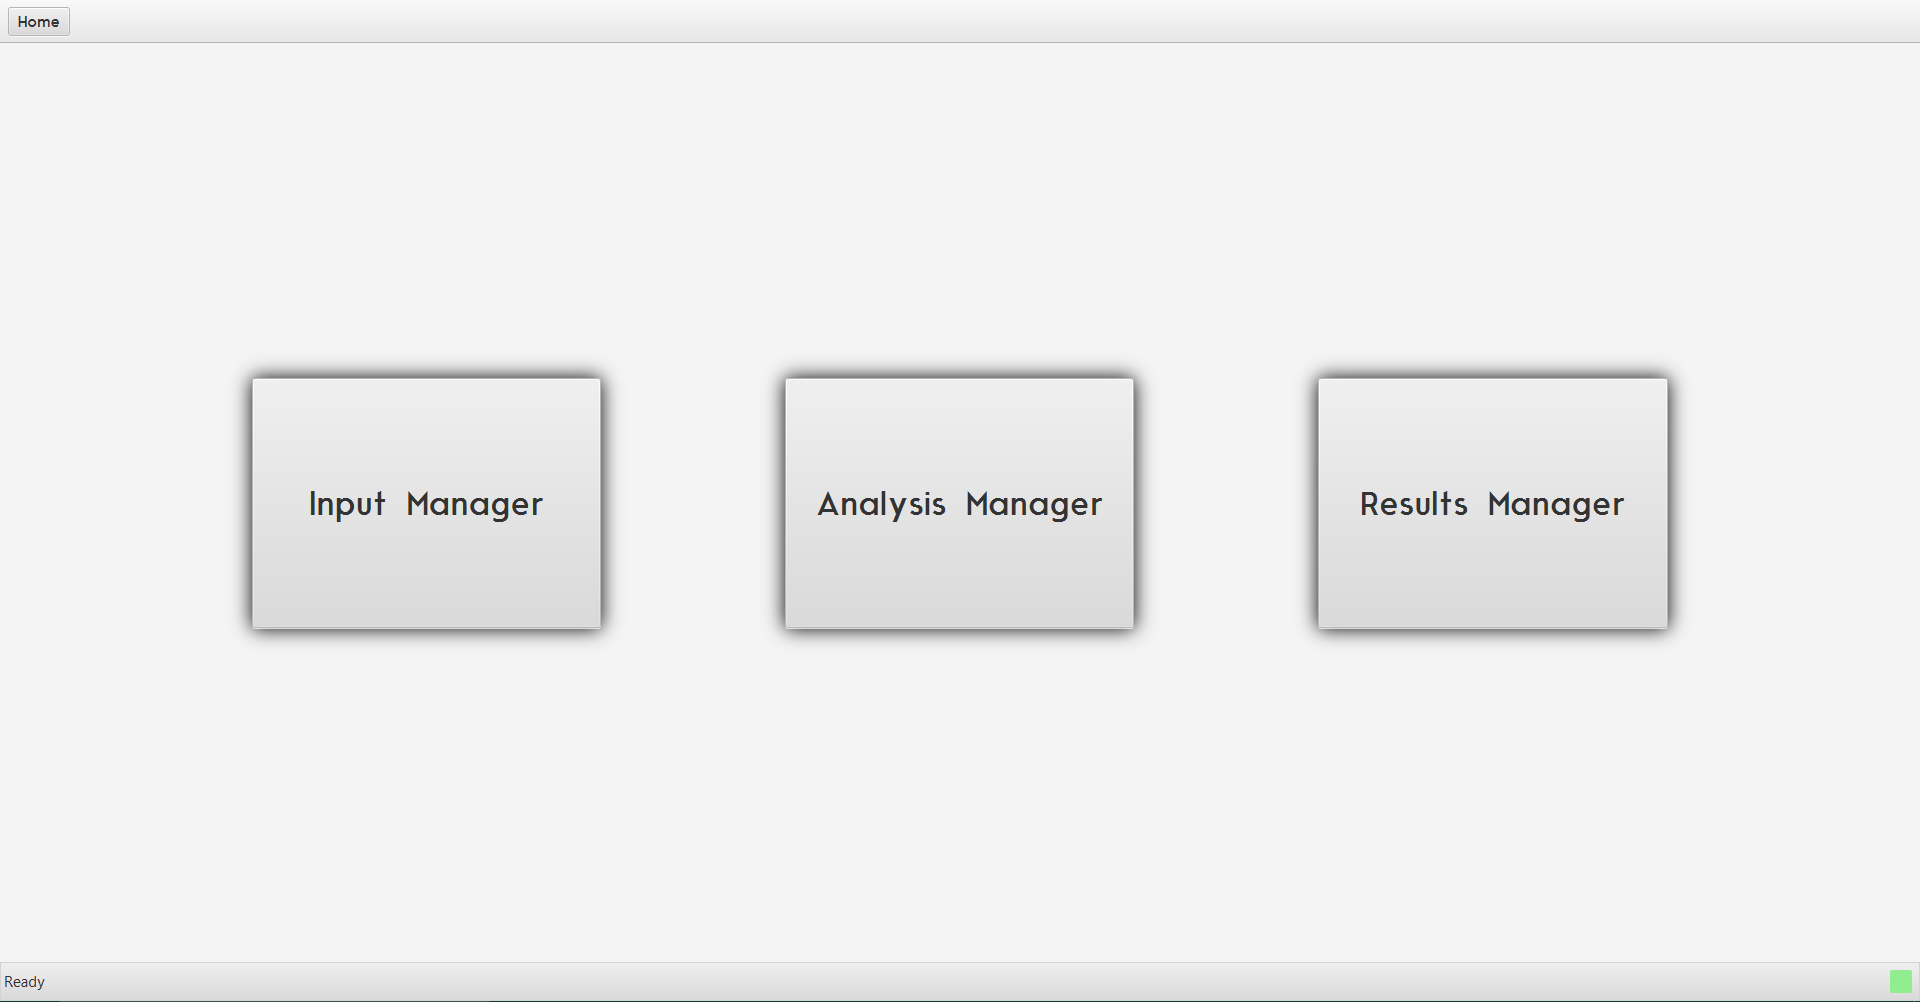 Home
Input Manager
Analysis Manager
Results Manager
Ready